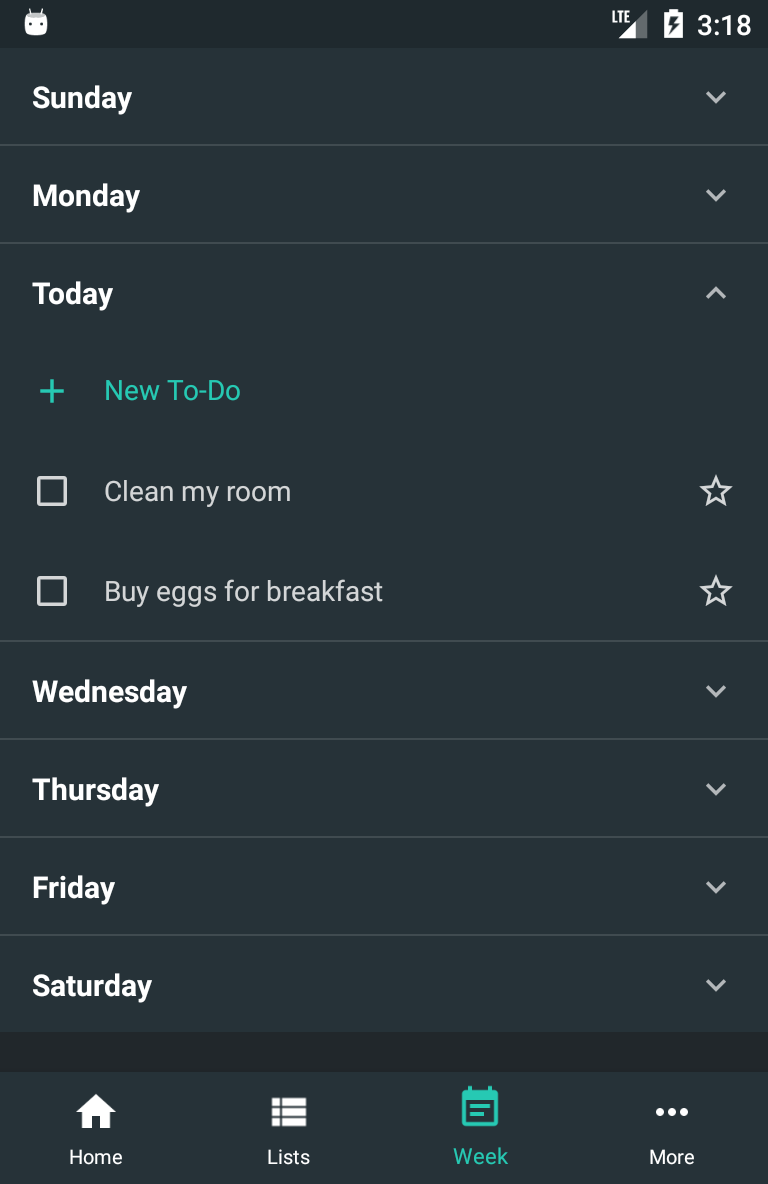 LTE 3:18
Sunday
Monday
Today
New To-Do
Clean my room
Buy eggs for breakfast
Wednesday
Thursday
Friday
Saturday
Home Lists Week More